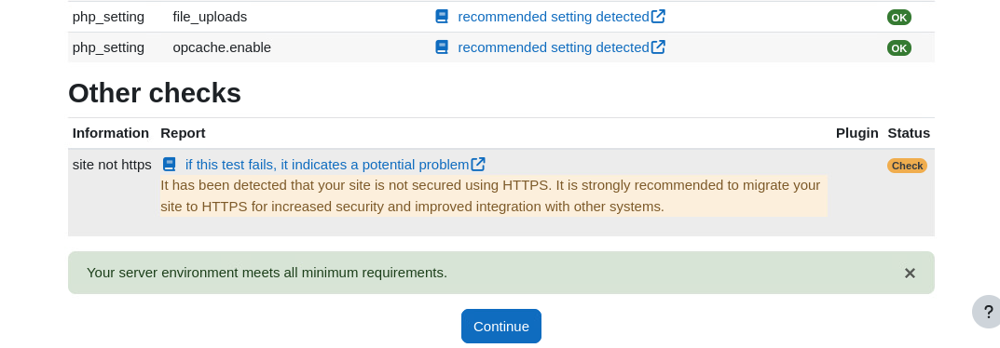 php_setting file_uploads recommended setting detected OK
php_setting opcache.enable recommended setting detected OK
Other checks
Information Report Plugin Status
site not https if this test fails, it indicates a potential problem Check
It has been detected that your site is not secured using HTTPS. It is strongly recommended to migrate your
site to HTTPS for increased security and improved integration with other systems.
Your server environment meets all minimum requirements. ×
Continue
?